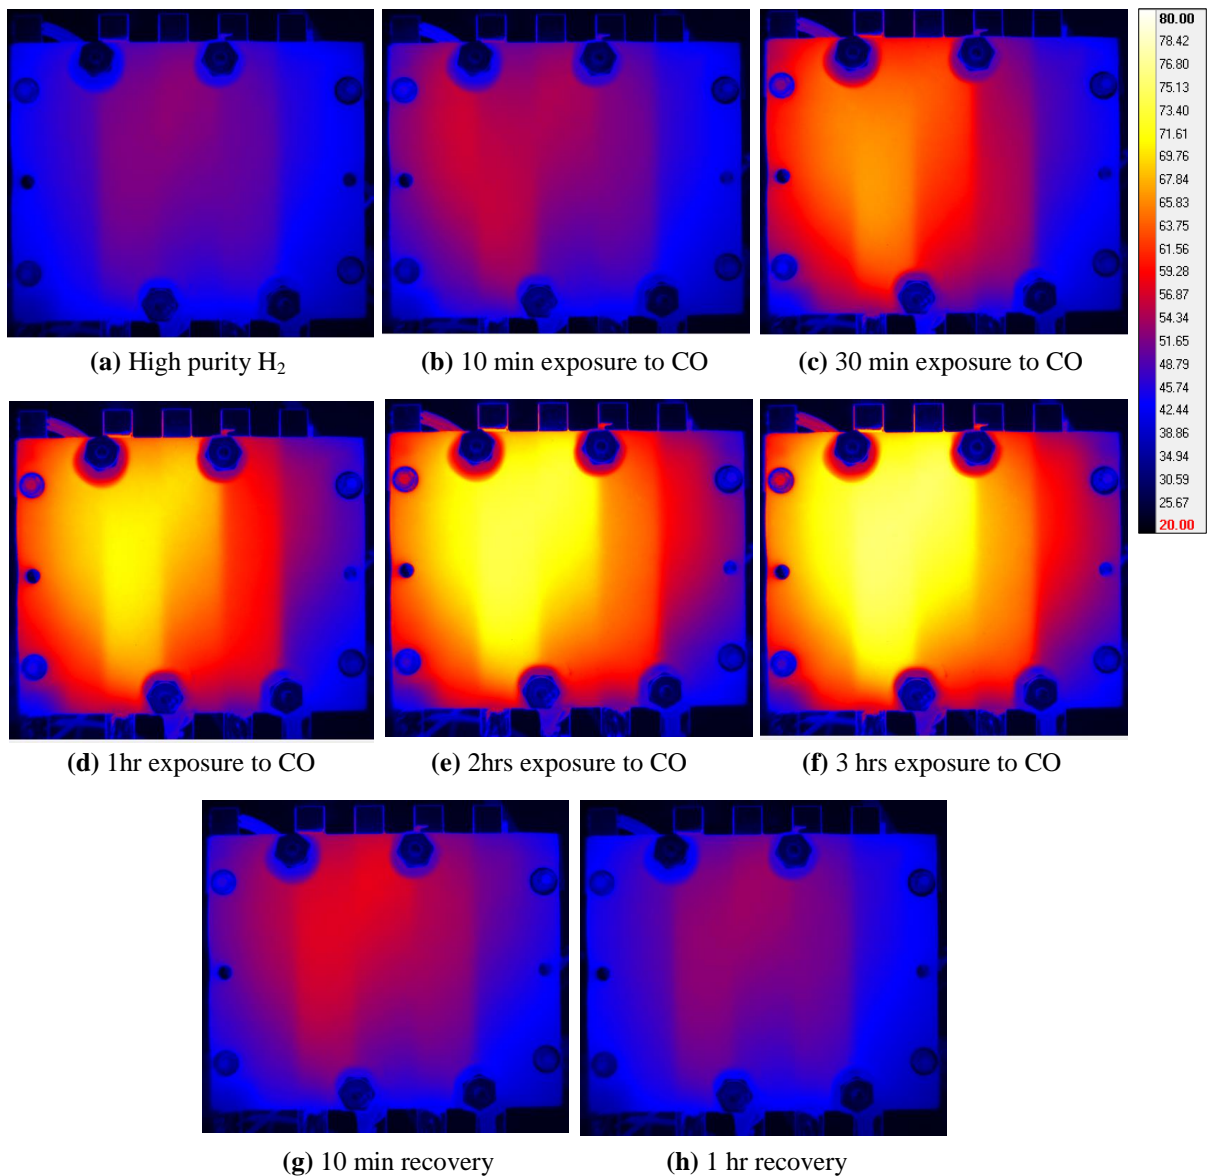 80.00
78.42
76.80
75.13
73.40
71.61
69.76
67.84
65.83
63.75
61.56
59.28
56.87
54.34
51.65
48.79
45.74
42.44
38.86
34.94
30.59
25.67
20.00
(a) High purity H₂
(b) 10 min exposure to CO
(c) 30 min exposure to CO
(d) 1hr exposure to CO
(e) 2hrs exposure to CO
(f) 3 hrs exposure to CO
(g) 10 min recovery
(h) 1 hr recovery